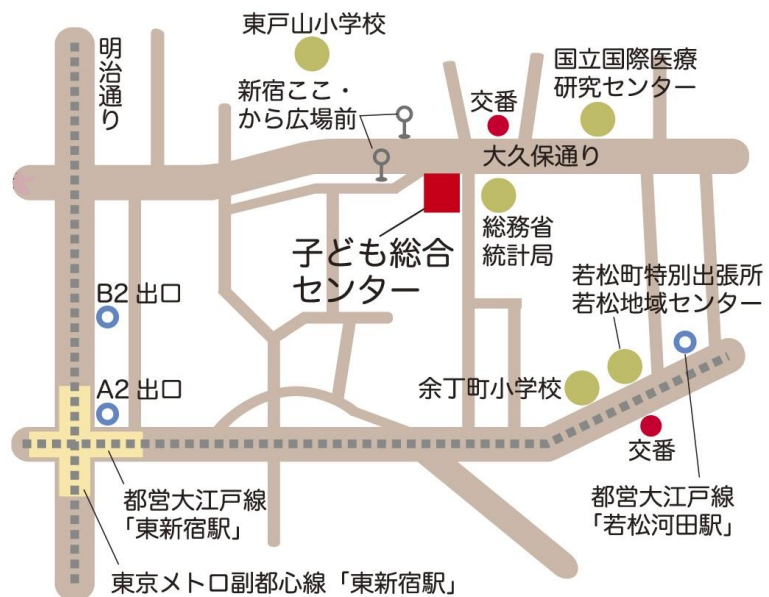 東戸山小学校
明治通り
新宿ここ・
から広場前
交番
国立国際医療
研究センター
大久保通り
子ども総合
センター
総務省
統計局
若松町特別出張所
若松地域センター
B2 出口
A2 出口
余丁町小学校
交番
都営大江戸線
「東新宿駅」
都営大江戸線
「若松河田駅」
東京メトロ副都心線「東新宿駅」